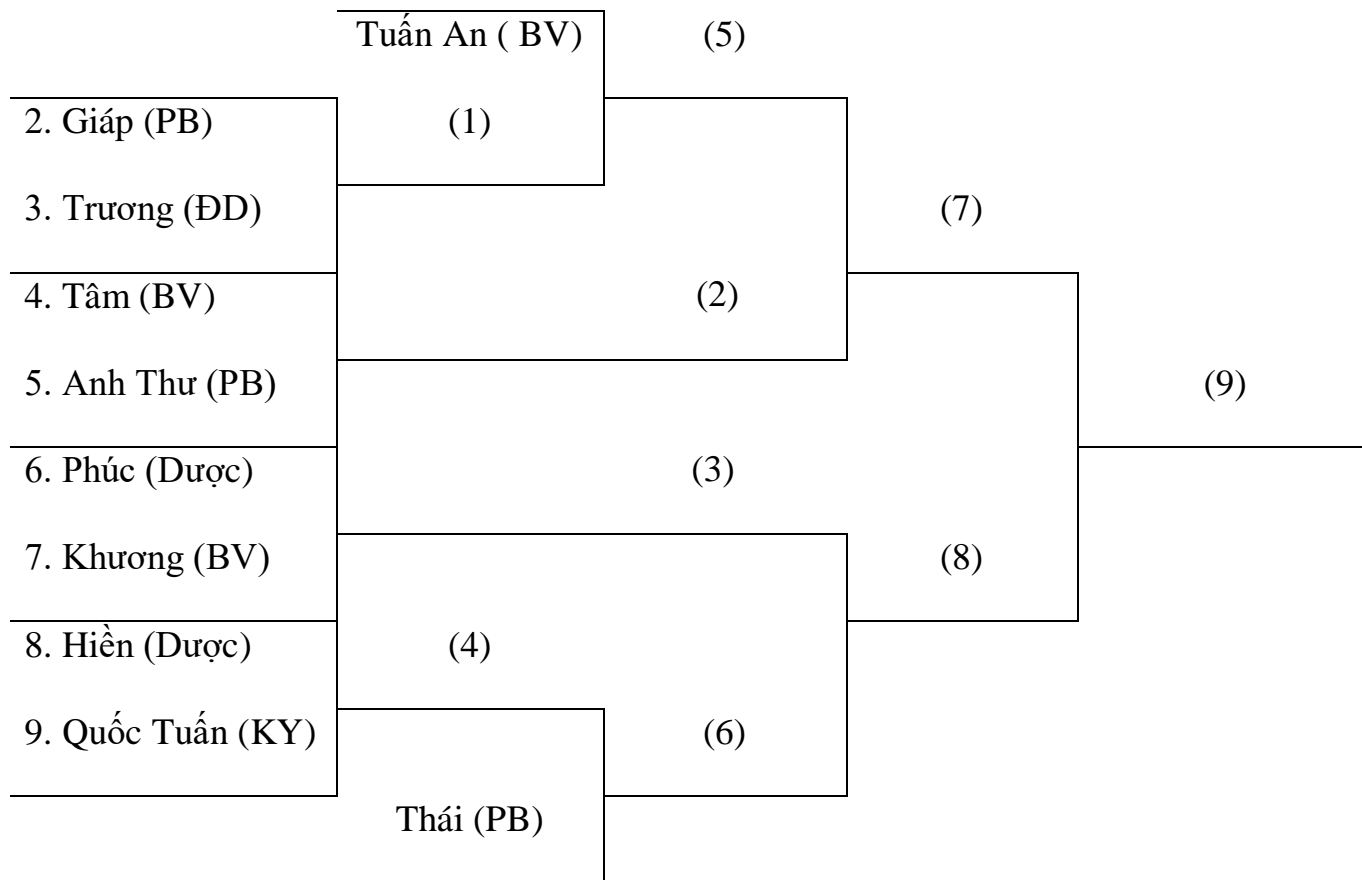 Tuấn An ( BV) (5)
2. Giáp (PB) (1)
3. Trương (ĐD) (7)
4. Tâm (BV) (2)
5. Anh Thư (PB) (9)
6. Phúc (Dược) (3)
7. Khương (BV) (8)
8. Hiền (Dược) (4)
9. Quốc Tuấn (KY) (6)
Thái (PB)